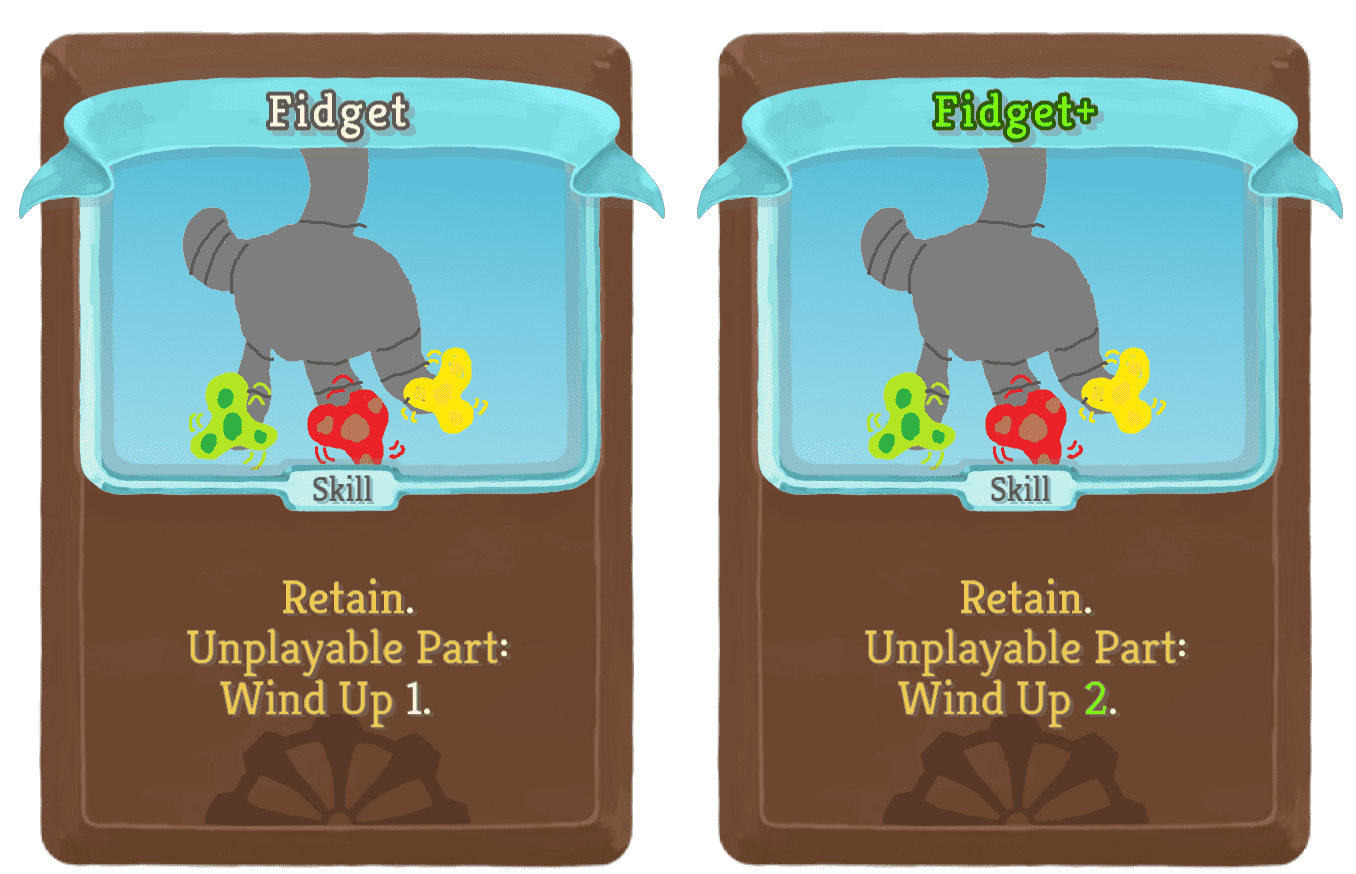 Fidget
Skill
Retain.
Unplayable Part:
Wind Up 1.
Fidget+
Skill
Retain.
Unplayable Part:
Wind Up 2.